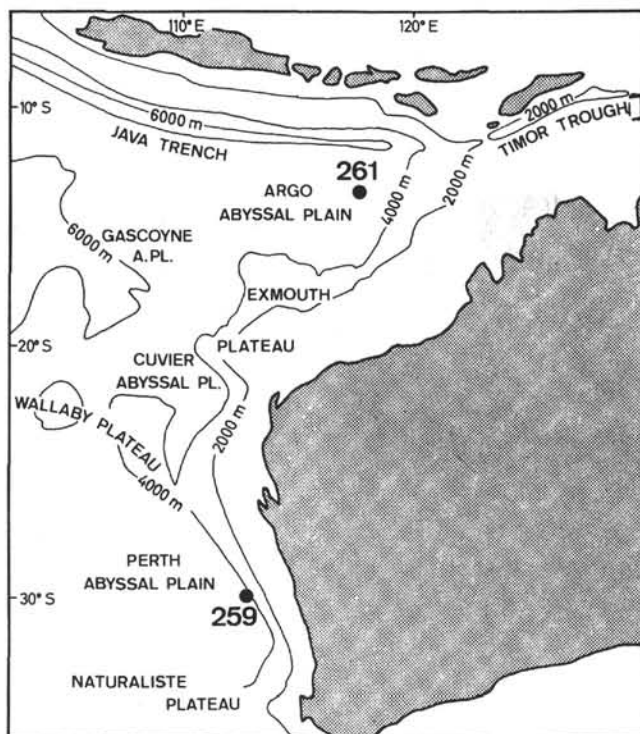 110°E
120°E
10°S
6000 m
JAVA TRENCH
2000 m
TIMOR TROUGH
261
ARGO
ABYSSAL PLAIN
4000 m
2000 m
6000 m
GASCOYNE
A.PL.
EXMOUTH
PLATEAU
20°S
CUVIER
ABYSSAL PL.
WALLABY PLATEAU
2000 m
4000 m
PERTH
ABYSSAL PLAIN
30°S
259
NATURALISTE
PLATEAU